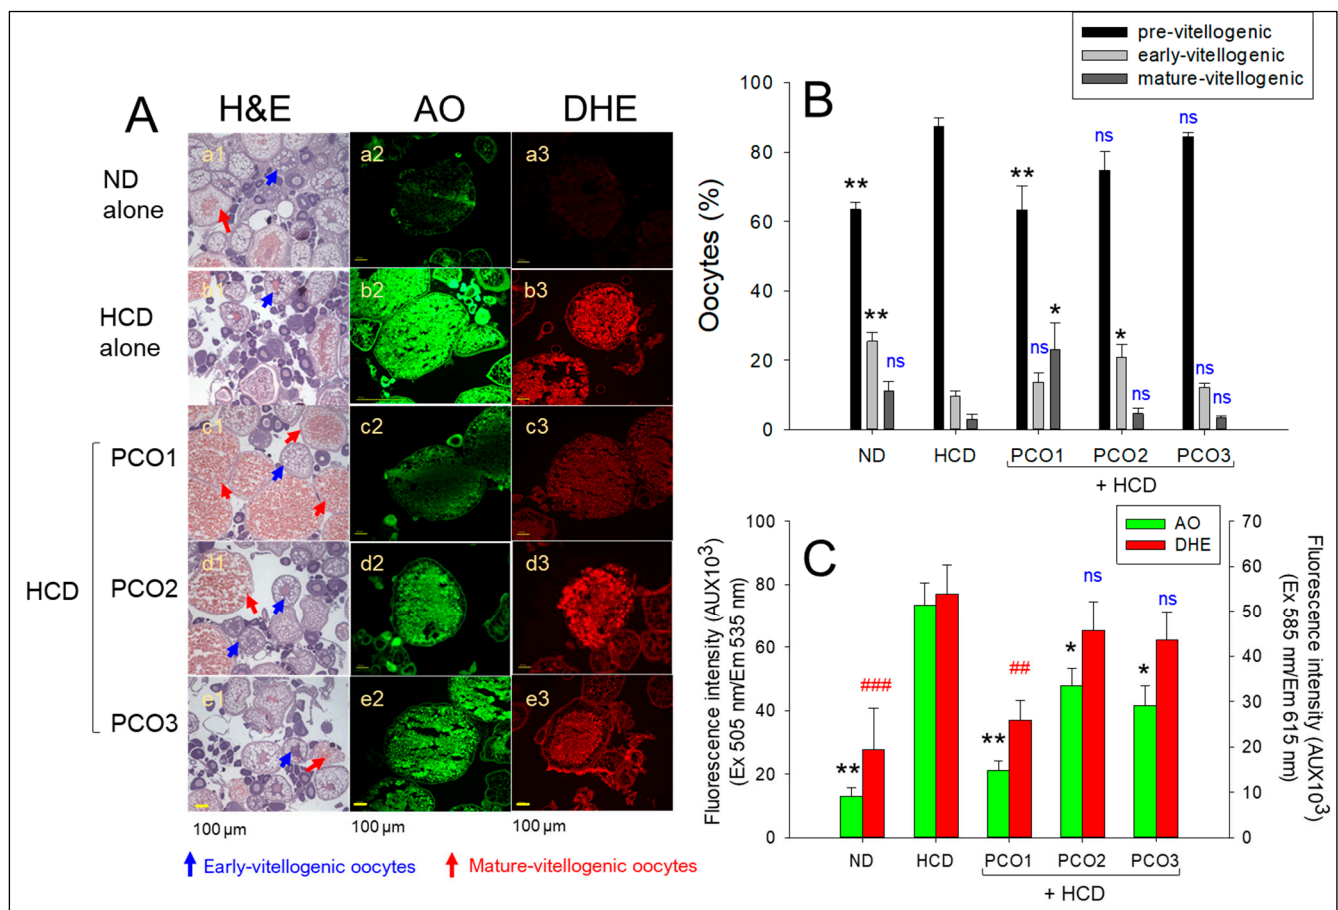 A
H&E
AO
DHE
ND
alone
a1
a2
a3
HCD
alone
b1
b2
b3
HCD
PCO1
c1
c2
c3
PCO2
d1
d2
d3
PCO3
e1
e2
e3
100 µm
100 µm
100 µm
Early-vitellogenic oocytes
Mature-vitellogenic oocytes
pre-vitellogenic
early-vitellogenic
mature-vitellogenic
B
Oocytes (%)
100
80
60
40
20
0
**
**
ns
**
ns
*
ns
*
ns
ns
ns
ns
ND
HCD
PCO1
PCO2
PCO3
+ HCD
C
AO
DHE
Fluorescence intensity (AUX10³)
(Ex 505 nm/Em 535 nm)
100
80
60
40
20
0
**
###
**
##
*
ns
*
ns
70
60
50
40
30
20
10
0
Fluorescence intensity (AUX10³)
(Ex 585 nm/Em 615 nm)
ND
HCD
PCO1
PCO2
PCO3
+ HCD